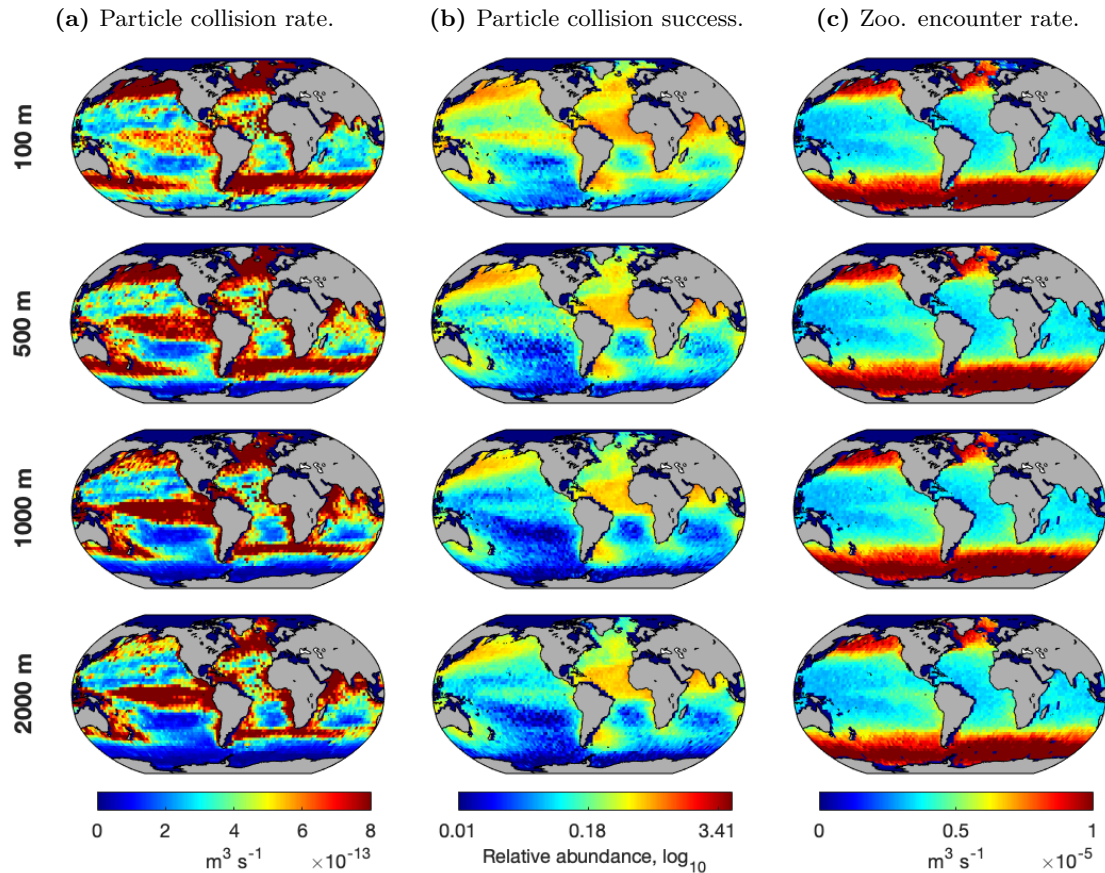 (a) Particle collision rate.
(b) Particle collision success.
(c) Zoo. encounter rate.
100 m
500 m
1000 m
2000 m
0 2 4 6 8
m³ s⁻¹ ×10⁻¹³
0.01 0.18 3.41
Relative abundance, log₁₀
0 0.5 1
m³ s⁻¹ ×10⁻⁵